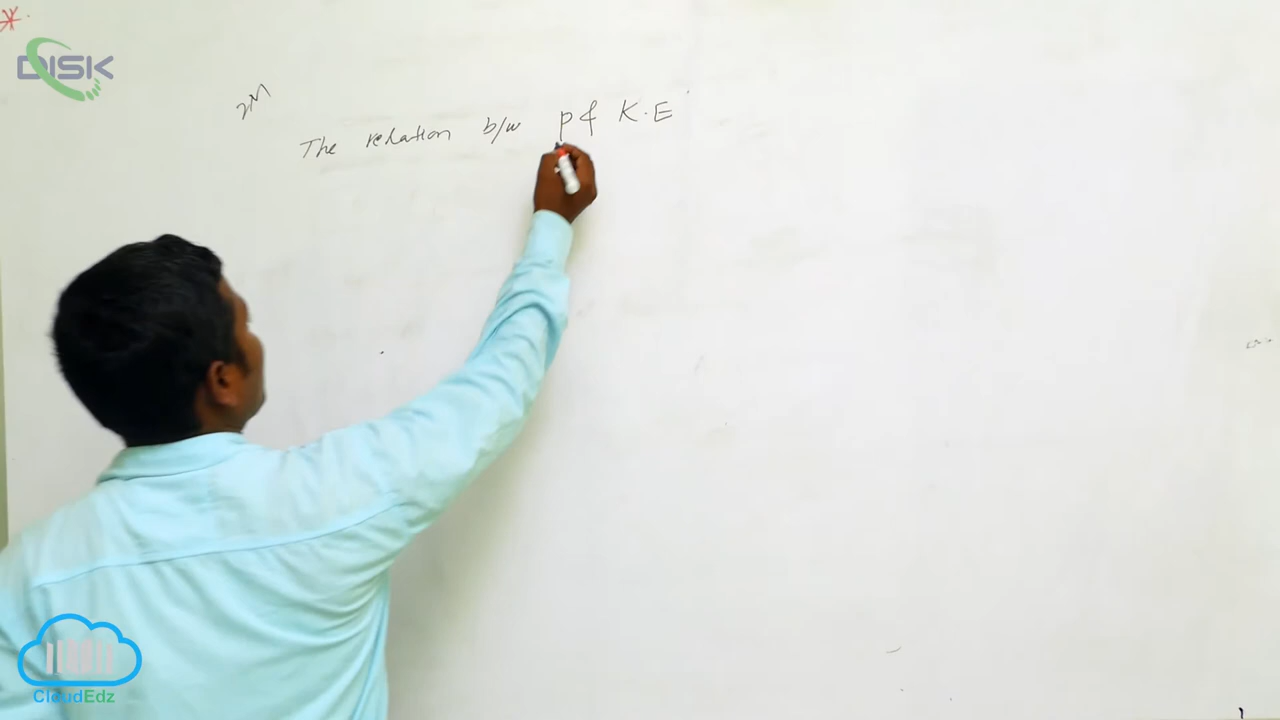 DISK
2M
The relation b/w p & K.E
CloudEdz